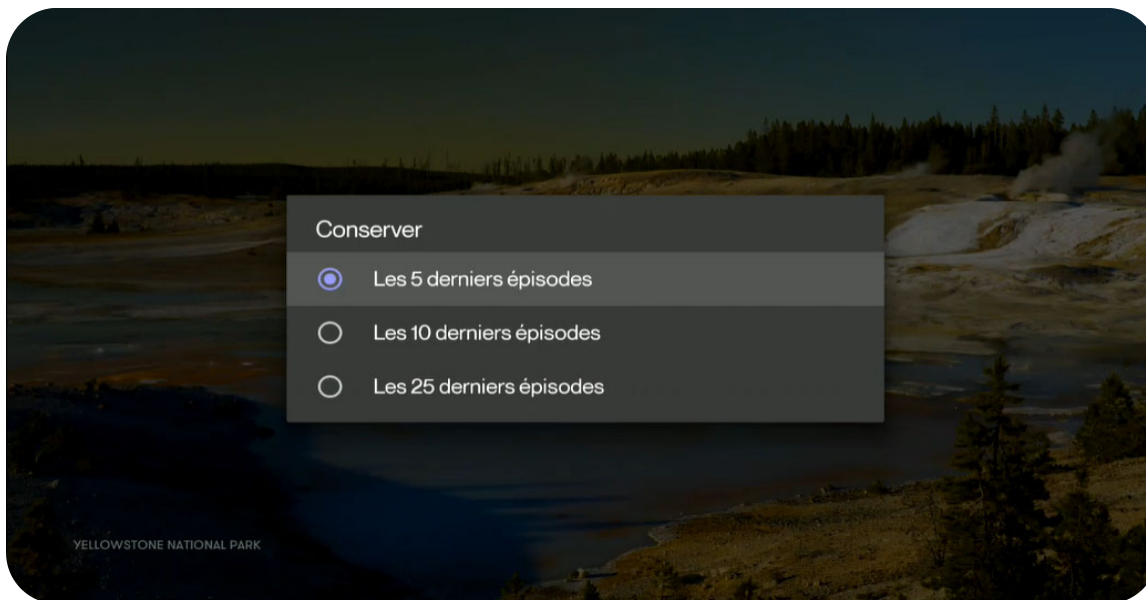 Conserver
Les 5 derniers épisodes
Les 10 derniers épisodes
Les 25 derniers épisodes
YELLOWSTONE NATIONAL PARK